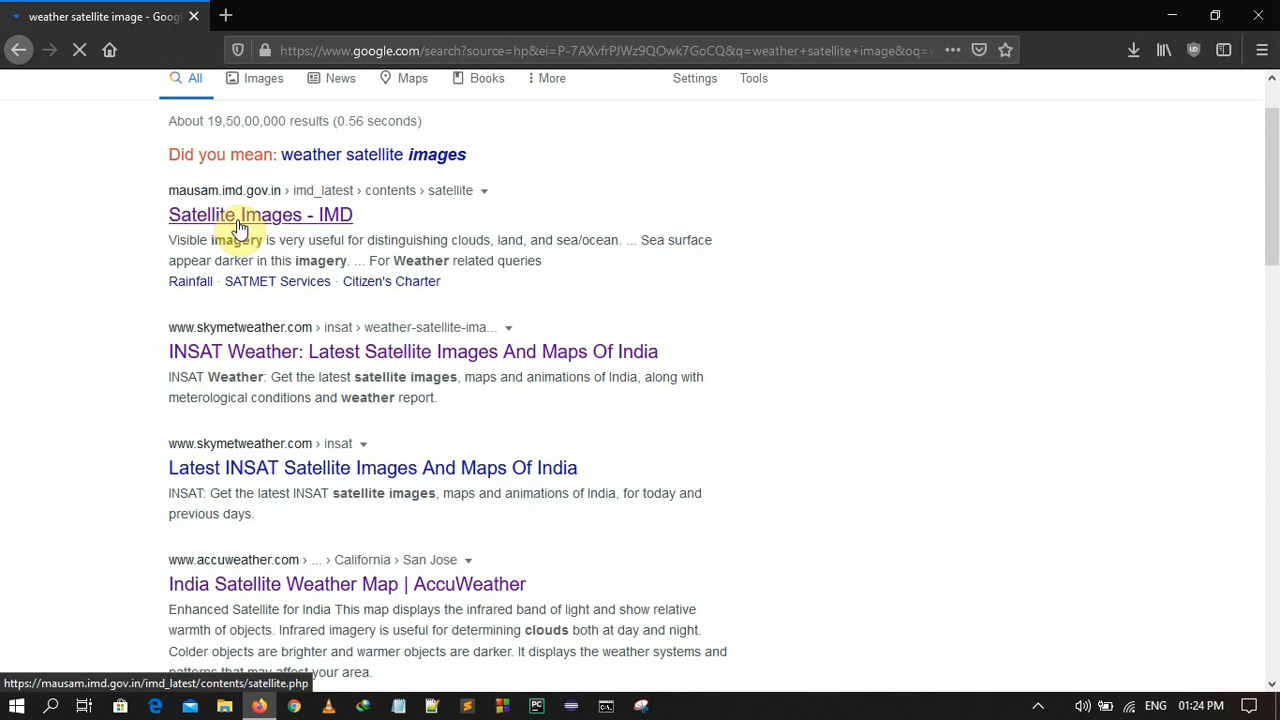 weather satellite image - Goog
https://www.google.com/search?source=hp&ei=P-7AXvfrPJWz9QOwk7GoCQ&q=weather+satellite+image&oq=w
All Images News Maps Books More Settings Tools
About 19,50,00,000 results (0.56 seconds)
Did you mean: weather satellite images
mausam.imd.gov.in › imd_latest › contents › satellite
Satellite Images - IMD
Visible imagery is very useful for distinguishing clouds, land, and sea/ocean. ... Sea surface
appear darker in this imagery. ... For Weather related queries
Rainfall · SATMET Services · Citizen's Charter
www.skymetweather.com › insat › weather-satellite-ima...
INSAT Weather: Latest Satellite Images And Maps Of India
INSAT Weather: Get the latest satellite images, maps and animations of India, along with
meterological conditions and weather report.
www.skymetweather.com › insat
Latest INSAT Satellite Images And Maps Of India
INSAT: Get the latest INSAT satellite images, maps and animations of India, for today and
previous days.
www.accuweather.com › ... › California › San Jose
India Satellite Weather Map | AccuWeather
Enhanced Satellite for India This map displays the infrared band of light and show relative
warmth of objects. Infrared imagery is useful for determining clouds both at day and night.
Colder objects are brighter and warmer objects are darker. It displays the weather systems and
patterns that may affect your area.
https://mausam.imd.gov.in/imd_latest/contents/satellite.php
ENG 01:24 PM